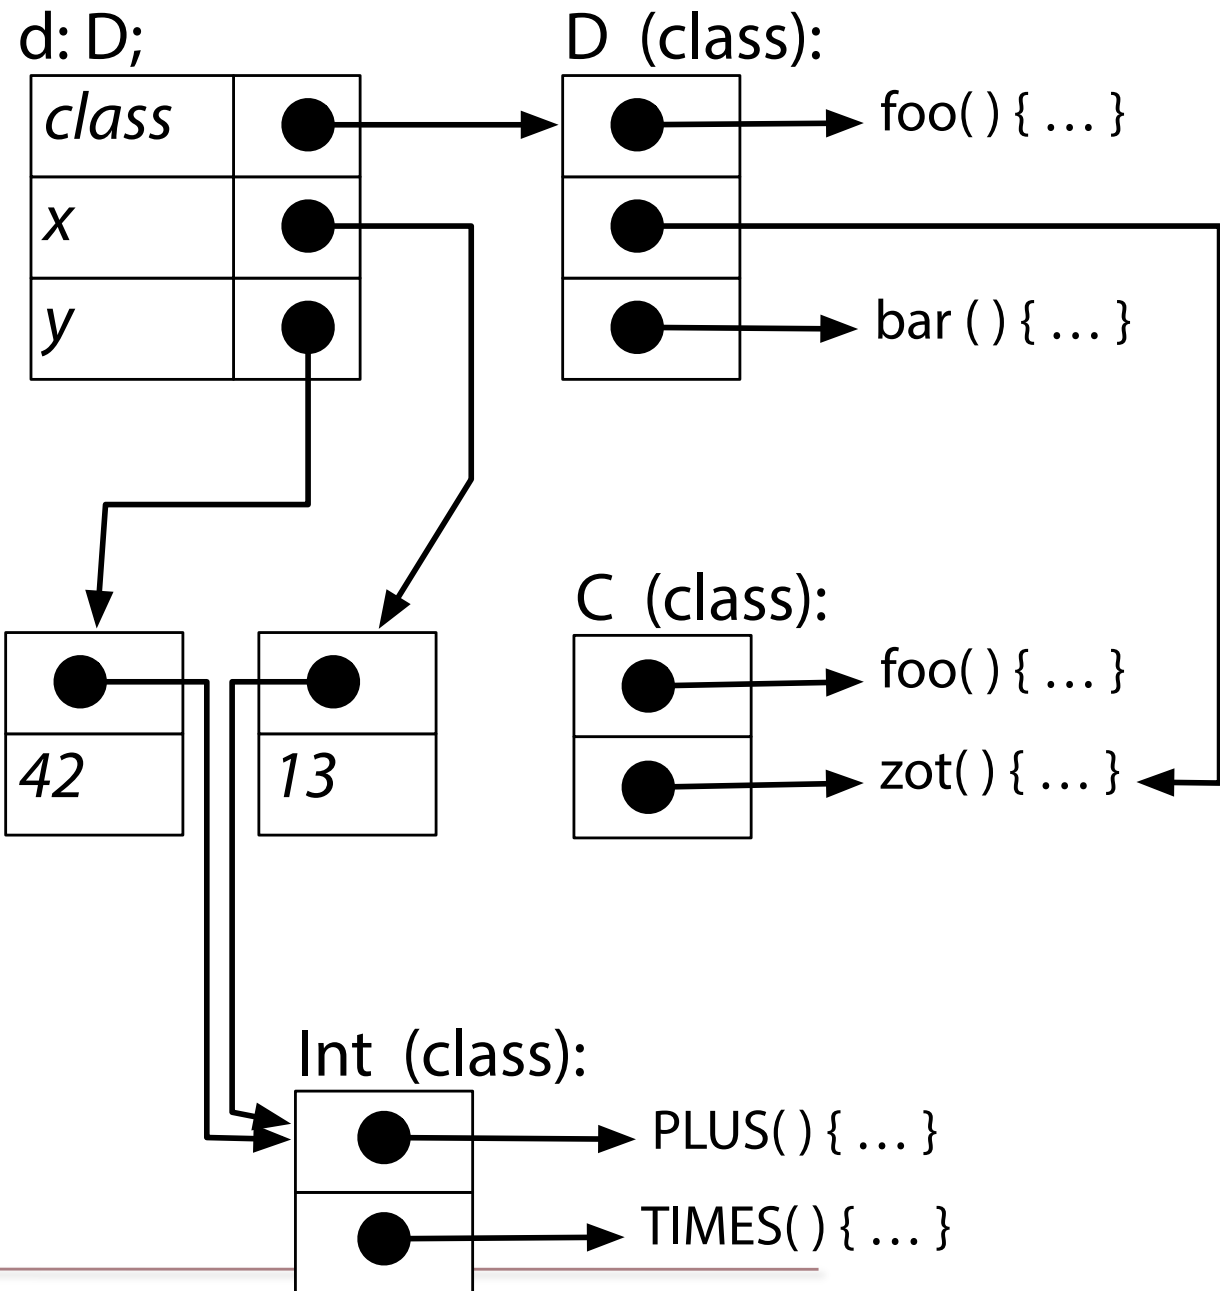 d: D;
class
x
y
D (class):
foo( ) { ... }
bar ( ) { ... }
42
13
C (class):
foo( ) { ... }
zot( ) { ... }
Int (class):
PLUS( ) { ... }
TIMES( ) { ... }